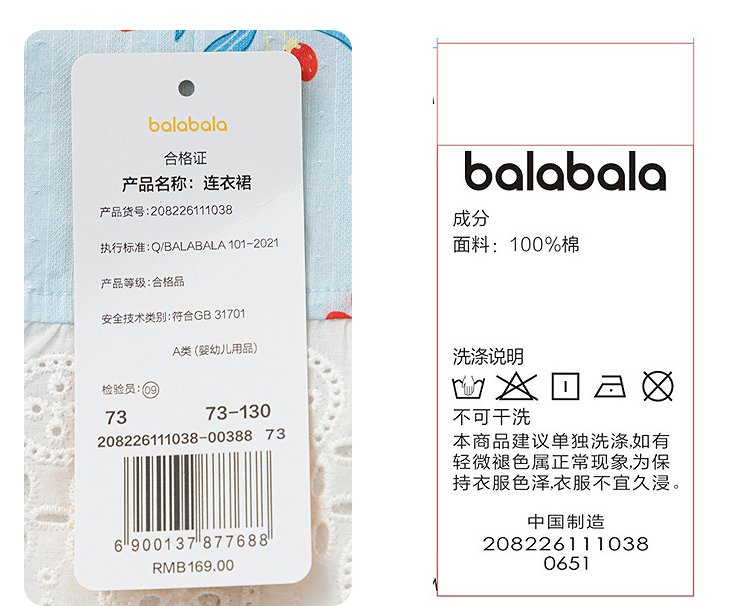 balabala
合格证
产品名称：连衣裙
产品货号:208226111038
执行标准:Q/BALABALA 101-2021
产品等级:合格品
安全技术类别:符合GB 31701
A类 (婴幼儿用品)
检验员:09
73 73-130
208226111038-00388 73
6 900137 877688
RMB169.00
balabala
成分
面料：100%棉
洗涤说明
不可干洗
本商品建议单独洗涤,如有
轻微褪色属正常现象,为保
持衣服色泽,衣服不宜久浸。
中国制造
208226111038
0651